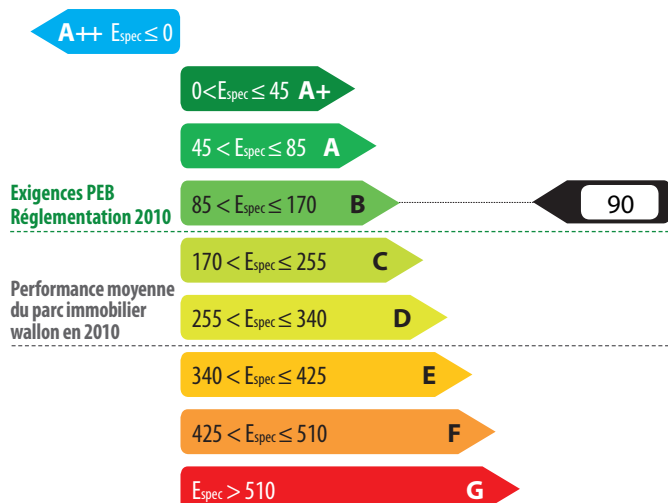 A++ Espec ≤ 0
0<Espec ≤ 45 A+
45 < Espec ≤ 85 A
Exigences PEB
Réglementation 2010
85 < Espec ≤ 170 B
90
170 < Espec ≤ 255 C
Performance moyenne
du parc immobilier
wallon en 2010
255 < Espec ≤ 340 D
340 < Espec ≤ 425 E
425 < Espec ≤ 510 F
Espec > 510 G